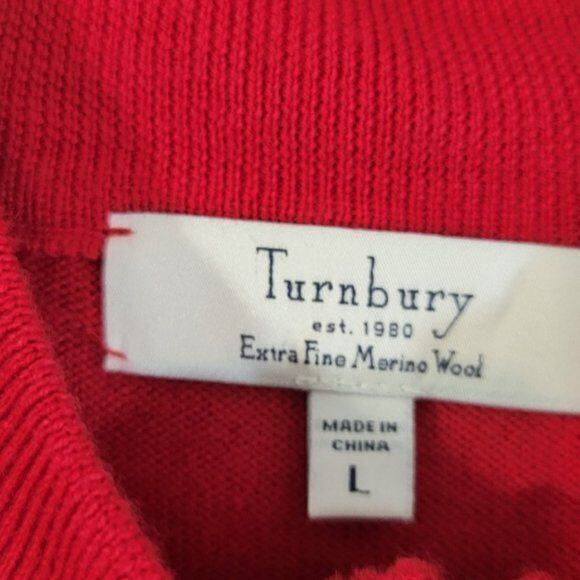 Turnbury
est. 1980
Extra Fine Merino Wool
MADE IN
CHINA
L